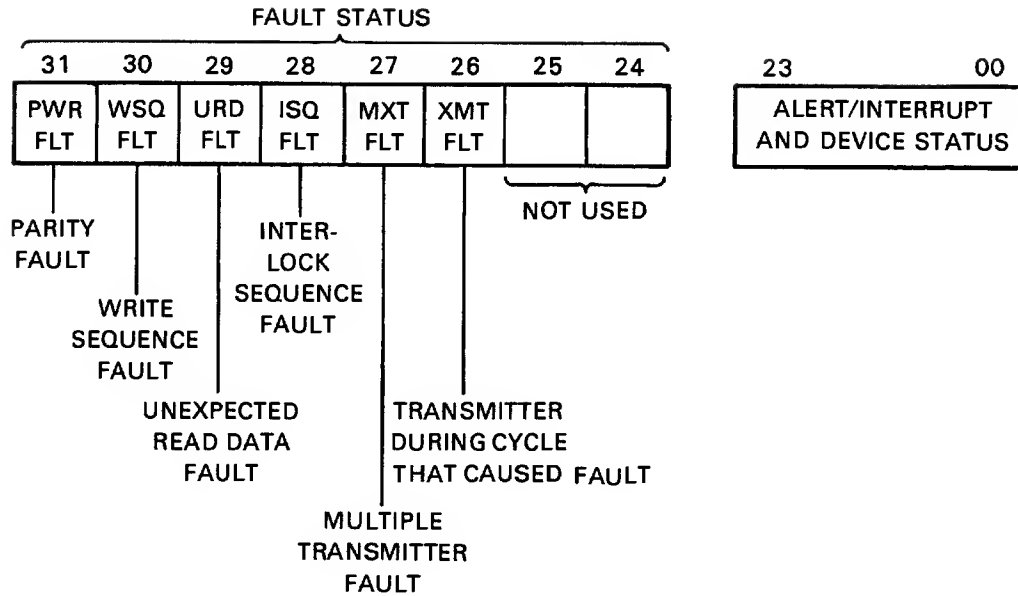 FAULT STATUS
31 30 29 28 27 26 25 24 23 00
PWR FLT
WSQ FLT
URD FLT
ISQ FLT
MXT FLT
XMT FLT
ALERT/INTERRUPT
AND DEVICE STATUS
NOT USED
PARITY
FAULT
INTER-
LOCK
SEQUENCE
FAULT
WRITE
SEQUENCE
FAULT
UNEXPECTED
READ DATA
FAULT
TRANSMITTER
DURING CYCLE
THAT CAUSED FAULT
MULTIPLE
TRANSMITTER
FAULT